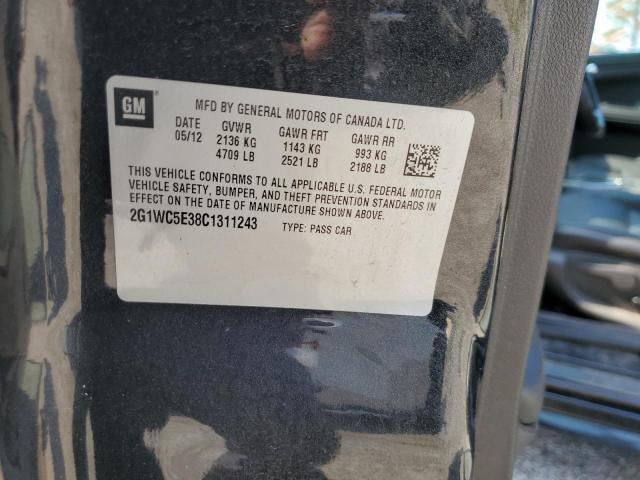 GM
MFD BY GENERAL MOTORS OF CANADA LTD.
DATE GVWR GAWR FRT GAWR RR
05/12 2136 KG 1143 KG 993 KG
4709 LB 2521 LB 2188 LB
THIS VEHICLE CONFORMS TO ALL APPLICABLE U.S. FEDERAL MOTOR
VEHICLE SAFETY, BUMPER, AND THEFT PREVENTION STANDARDS IN
EFFECT ON THE DATE OF MANUFACTURE SHOWN ABOVE.
2G1WC5E38C1311243 TYPE: PASS CAR